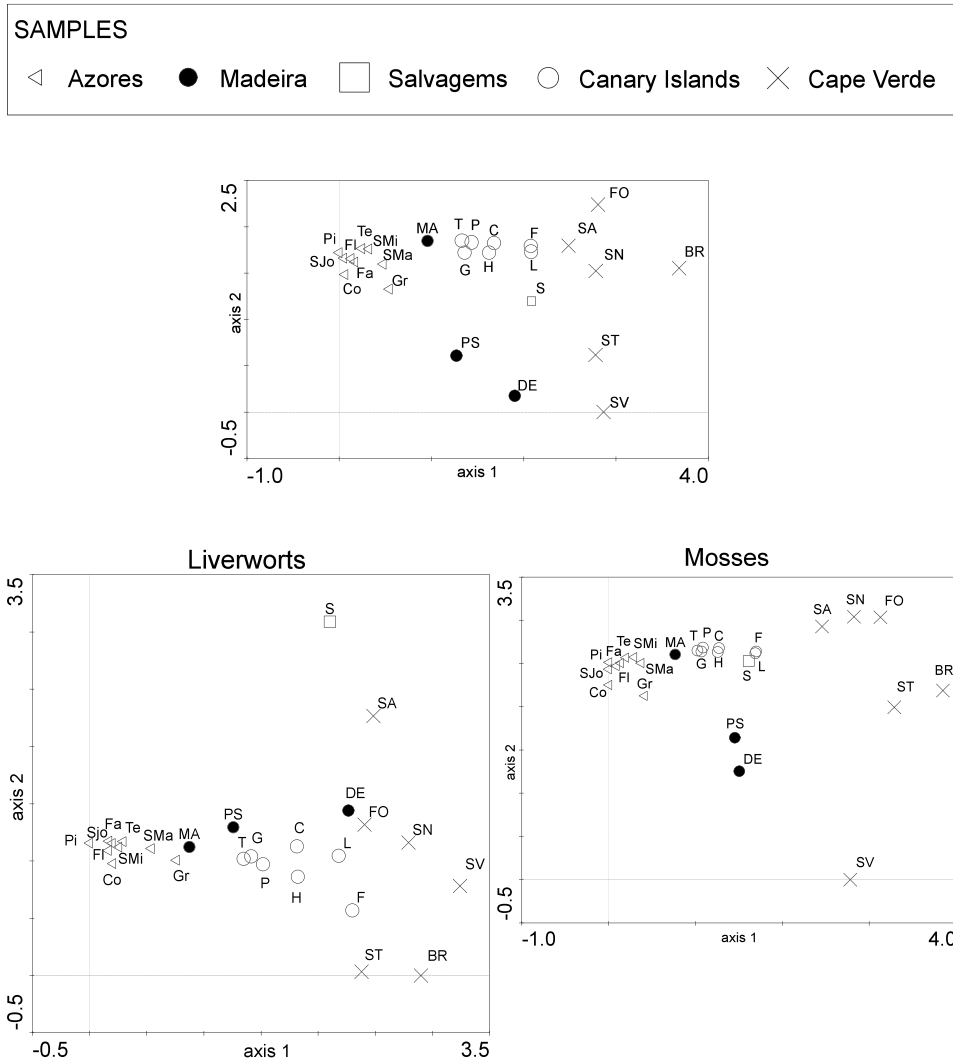 SAMPLES
Azores Madeira Salvagems Canary Islands Cape Verde
2.5
FO
Te MA T P C F SA
Pi Fl SMi
SJo SMa G H L SN BR
Fa
Co Gr S
axis 2
PS ST
DE
SV
-0.5
-1.0 axis 1 4.0
Liverworts
3.5
S
SA
axis 2
DE
PS FO
Pi Sjo Fa Te SMa MA T G C L SN
Fl SMi
Co Gr P H F SV
ST BR
-0.5
-0.5 axis 1 3.5
Mosses
3.5
SA SN FO
Te SMi MA T P C F
Pi Fa
SJo Fl SMa G H S L BR
Co Gr ST
PS
axis 2
DE
SV
-0.5
-1.0 axis 1 4.0